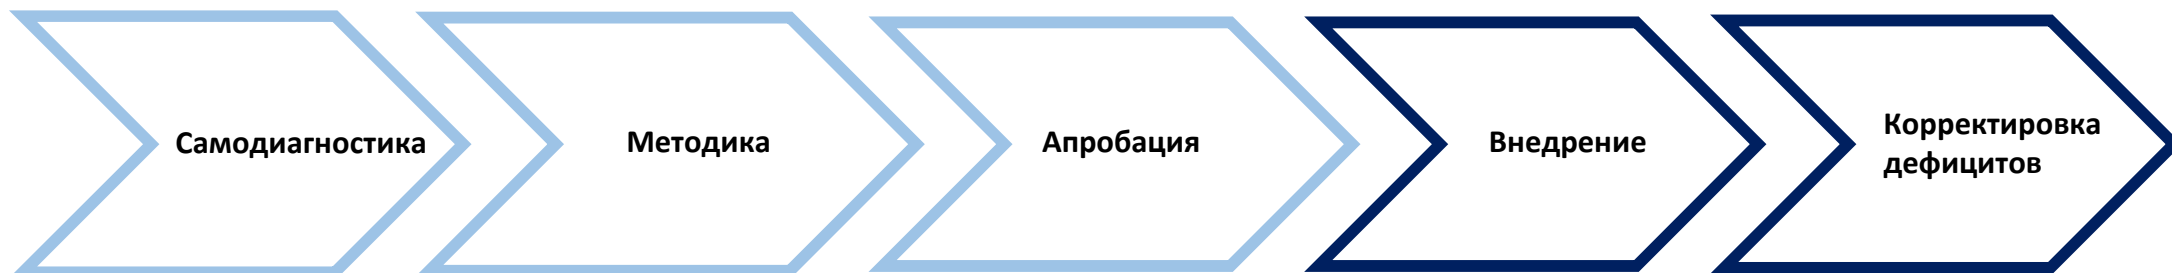 Самодиагностика
Методика
Апробация
Внедрение
Корректировка
дефицитов